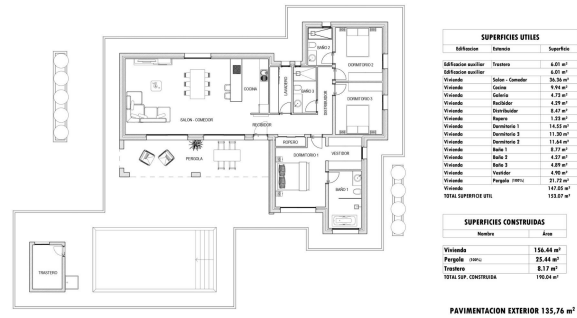 BAÑO 2
DORMITORIO 2
COCINA
LAVADERO
BAÑO 3
DISTRIBUIDOR
DORMITORIO 3
SALON - COMEDOR
RECIBIDOR
ROPERO
PERGOLA
DORMITORIO 1
VESTIDOR
BAÑO 1
TRASTERO
SUPERFICIES UTILES
Edificacion Estancia Superficie
Edificacion auxiliar Trastero 6.01 m²
Edificacion auxiliar 6.01 m²
Vivienda Salon - Comedor 36.36 m²
Vivienda Cocina 9.94 m²
Vivienda Galeria 4.73 m²
Vivienda Recibidor 4.29 m²
Vivienda Distribuidor 8.47 m²
Vivienda Ropero 1.22 m²
Vivienda Dormitorio 1 14.55 m²
Vivienda Dormitorio 3 11.30 m²
Vivienda Dormitorio 2 11.64 m²
Vivienda Baño 1 8.77 m²
Vivienda Baño 2 4.27 m²
Vivienda Baño 3 4.89 m²
Vivienda Vestidor 4.90 m²
Vivienda Pergola (100%) 21.72 m²
Vivienda 147.05 m²
TOTAL SUPERFICIE UTIL 153.07 m²
SUPERFICIES CONSTRUIDAS
Nombre Área
Vivienda 156.44 m²
Pergola (100%) 25.44 m²
Trastero 8.17 m²
TOTAL SUP. CONSTRUIDA 190.04 m²
PAVIMENTACION EXTERIOR 135,76 m²